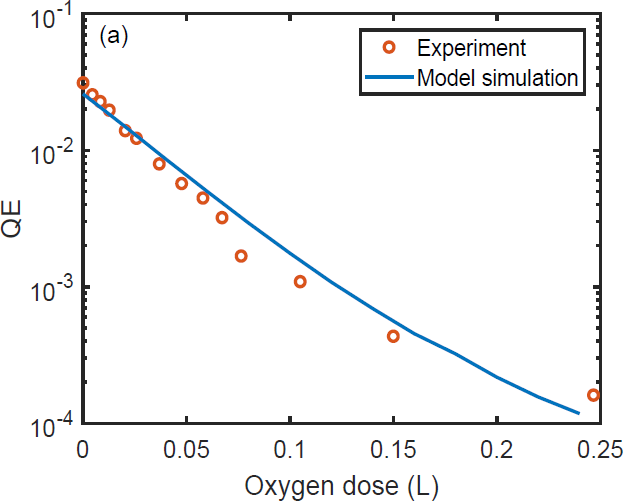 (a)
Experiment
Model simulation
QE
10^-1
10^-2
10^-3
10^-4
0 0.05 0.1 0.15 0.2 0.25
Oxygen dose (L)